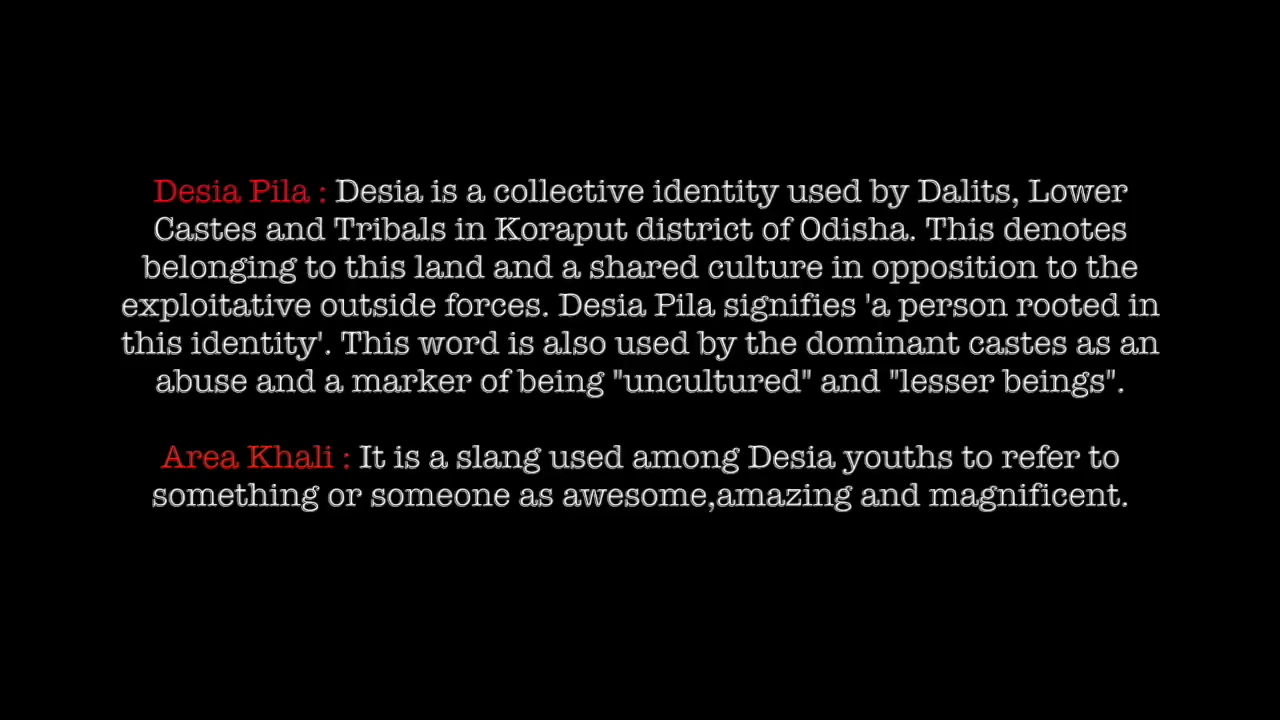 Desia Pila : Desia is a collective identity used by Dalits, Lower
Castes and Tribals in Koraput district of Odisha. This denotes
belonging to this land and a shared culture in opposition to the
exploitative outside forces. Desia Pila signifies 'a person rooted in
this identity'. This word is also used by the dominant castes as an
abuse and a marker of being "uncultured" and "lesser beings".
Area Khali : It is a slang used among Desia youths to refer to
something or someone as awesome,amazing and magnificent.